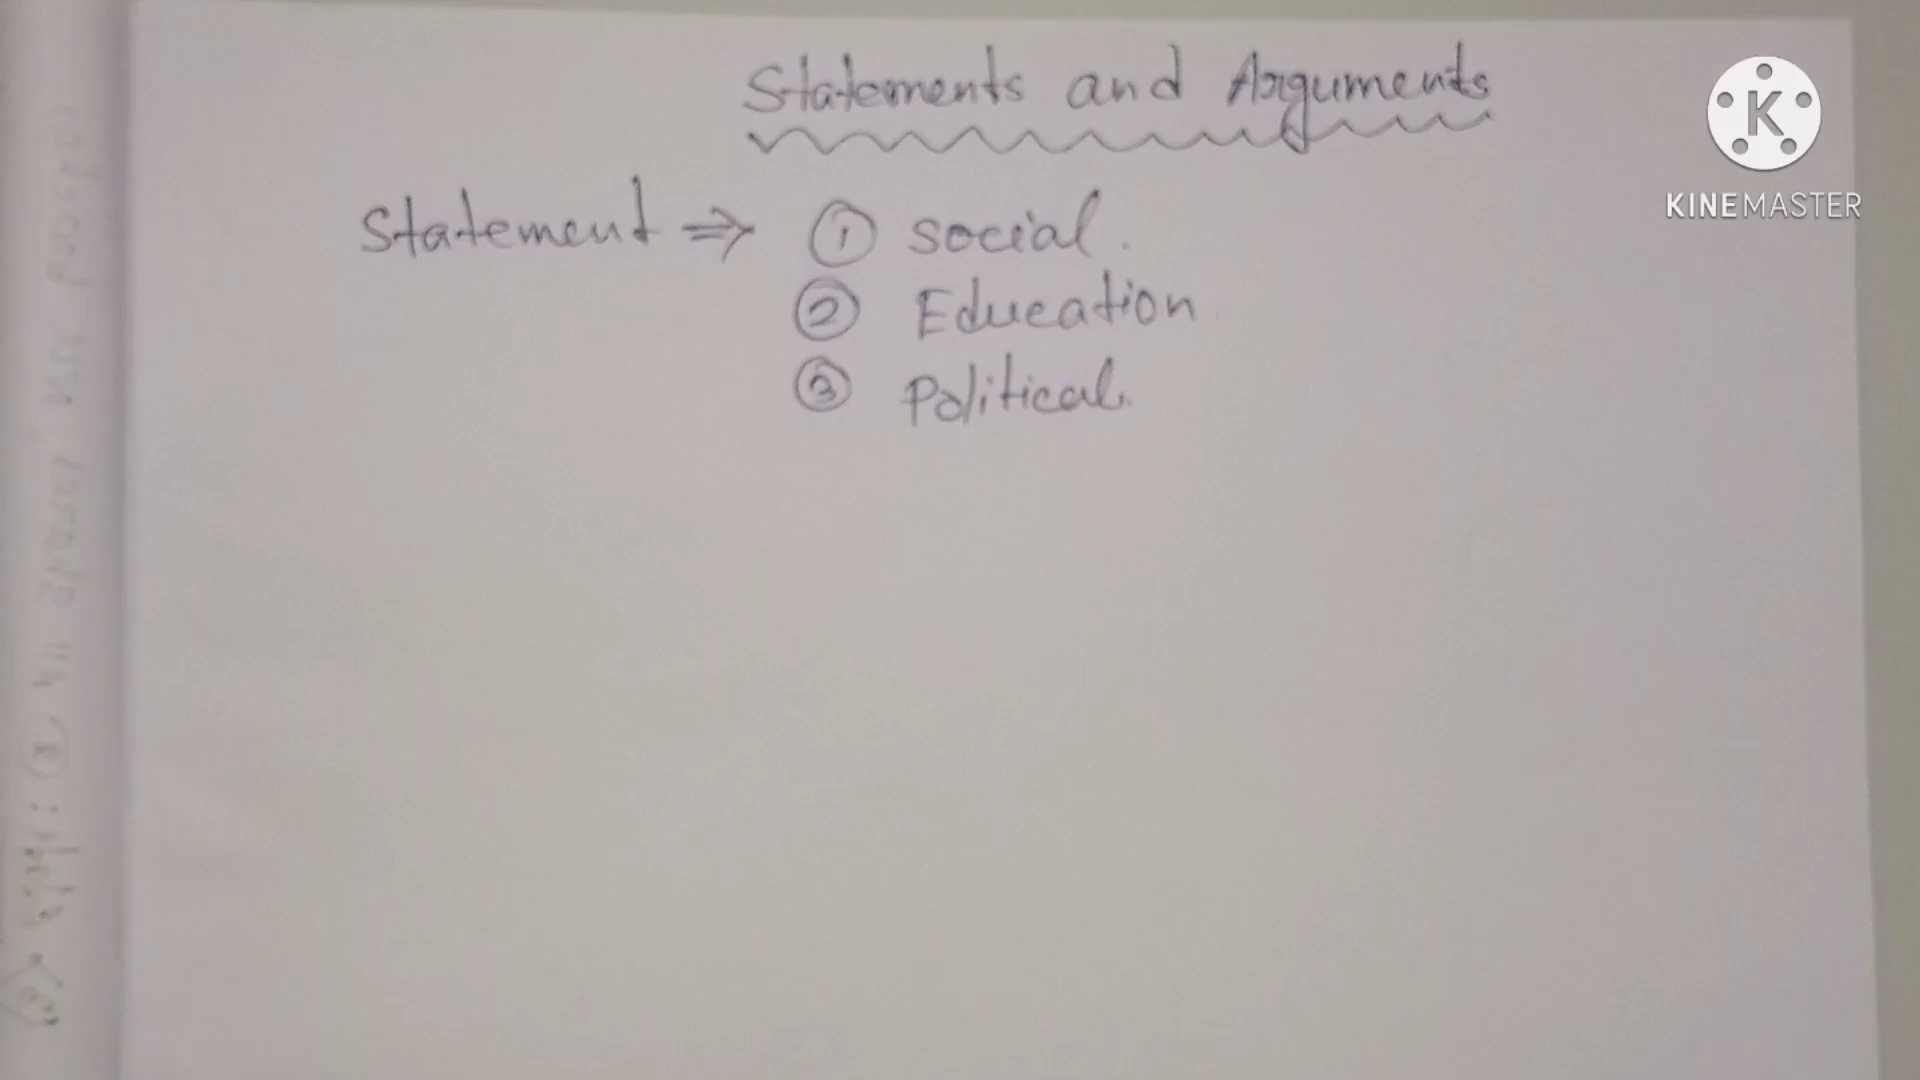 Statements and Arguments
KINEMASTER
Statement ⇒ ① social.
② Education.
③ Political.